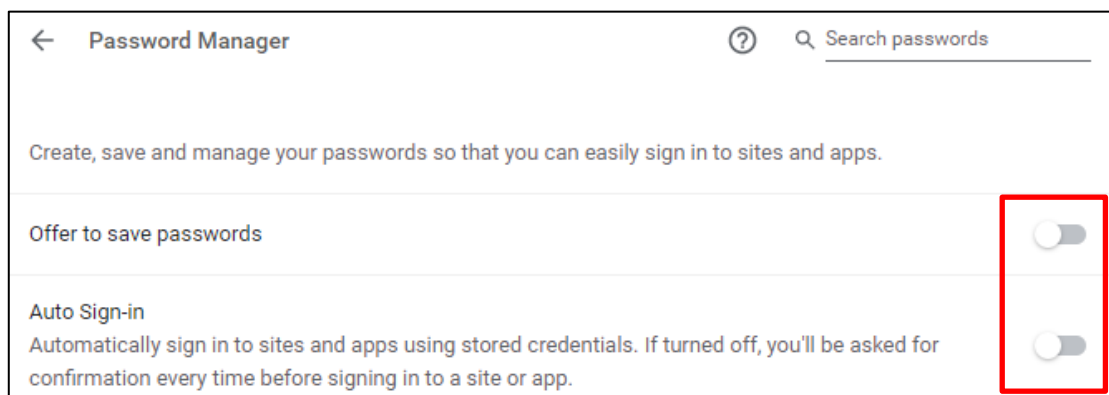 Password Manager
Search passwords
Create, save and manage your passwords so that you can easily sign in to sites and apps.
Offer to save passwords
Auto Sign-in
Automatically sign in to sites and apps using stored credentials. If turned off, you'll be asked for
confirmation every time before signing in to a site or app.